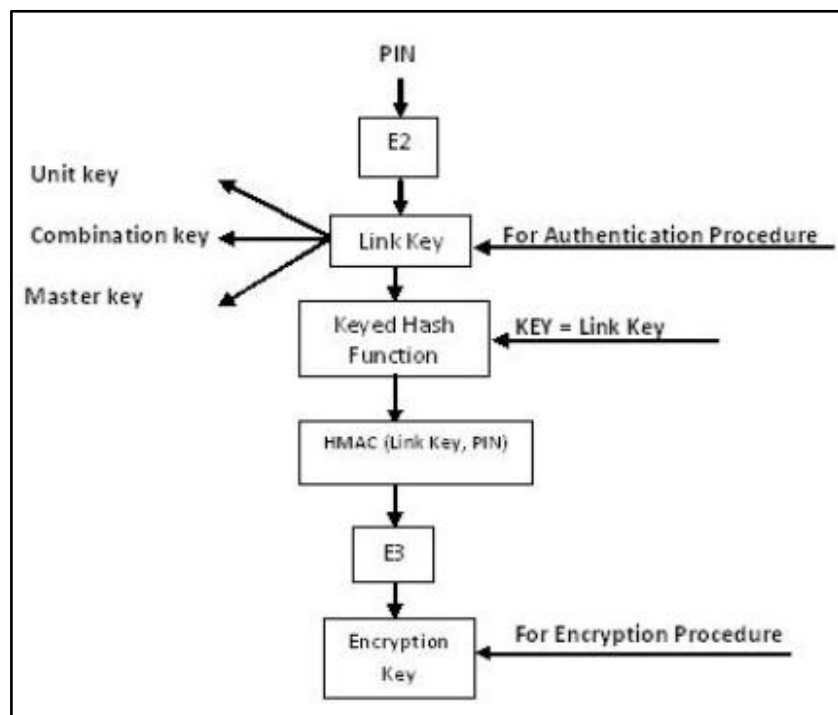 PIN
E2
Unit key
Link Key
For Authentication Procedure
Combination key
Master key
Keyed Hash
Function
KEY = Link Key
HMAC (Link Key, PIN)
E3
Encryption
Key
For Encryption Procedure